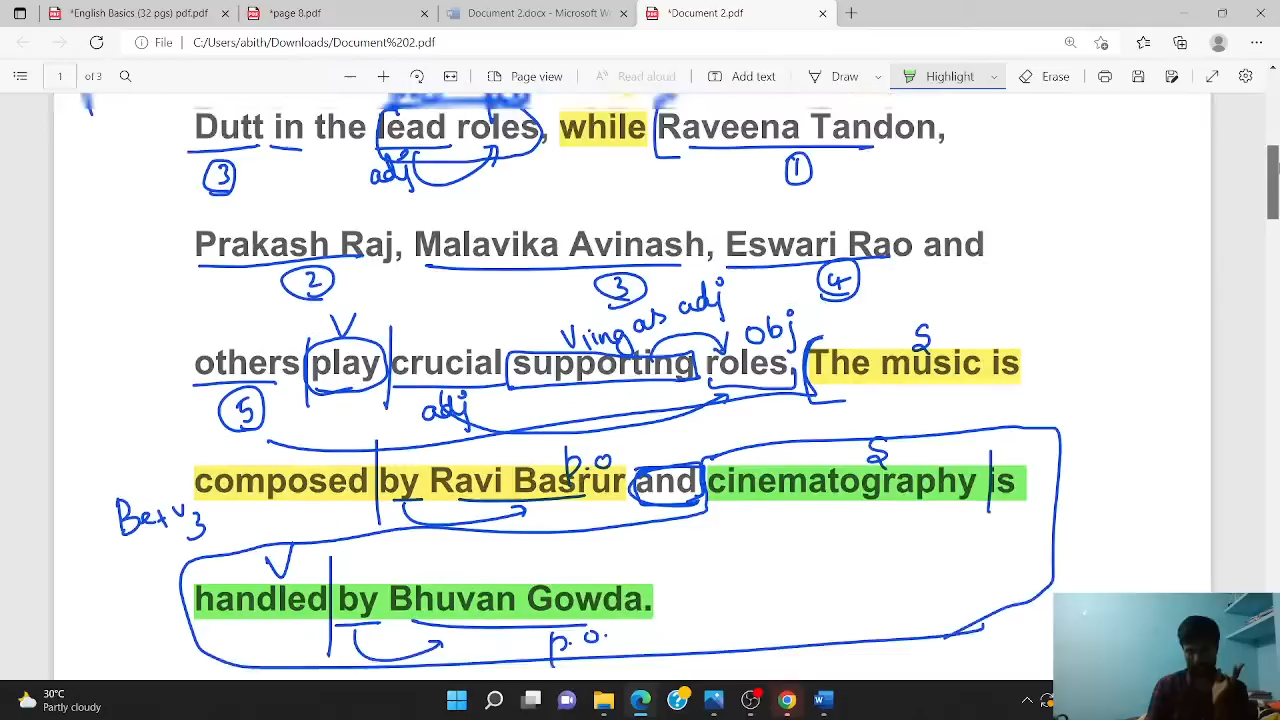 *English Basics (32 pgs) pdf.pdf
*page 8.pdf
Document 2.docx - Microsoft Wo
*Document 2.pdf
File
C:/Users/abith/Downloads/Document%202.pdf
1
of 3
Page view
Read aloud
Add text
Draw
Highlight
Erase
Dutt in the lead roles, while Raveena Tandon,
3
adj
1
Prakash Raj, Malavika Avinash, Eswari Rao and
2
3
4
V
V1ing as adj
obj
S
others play crucial supporting roles. The music is
5
adj
p.o
S
composed by Ravi Basrur and cinematography is
Be+V3
V
handled by Bhuvan Gowda.
p.o.
30°C
Partly cloudy